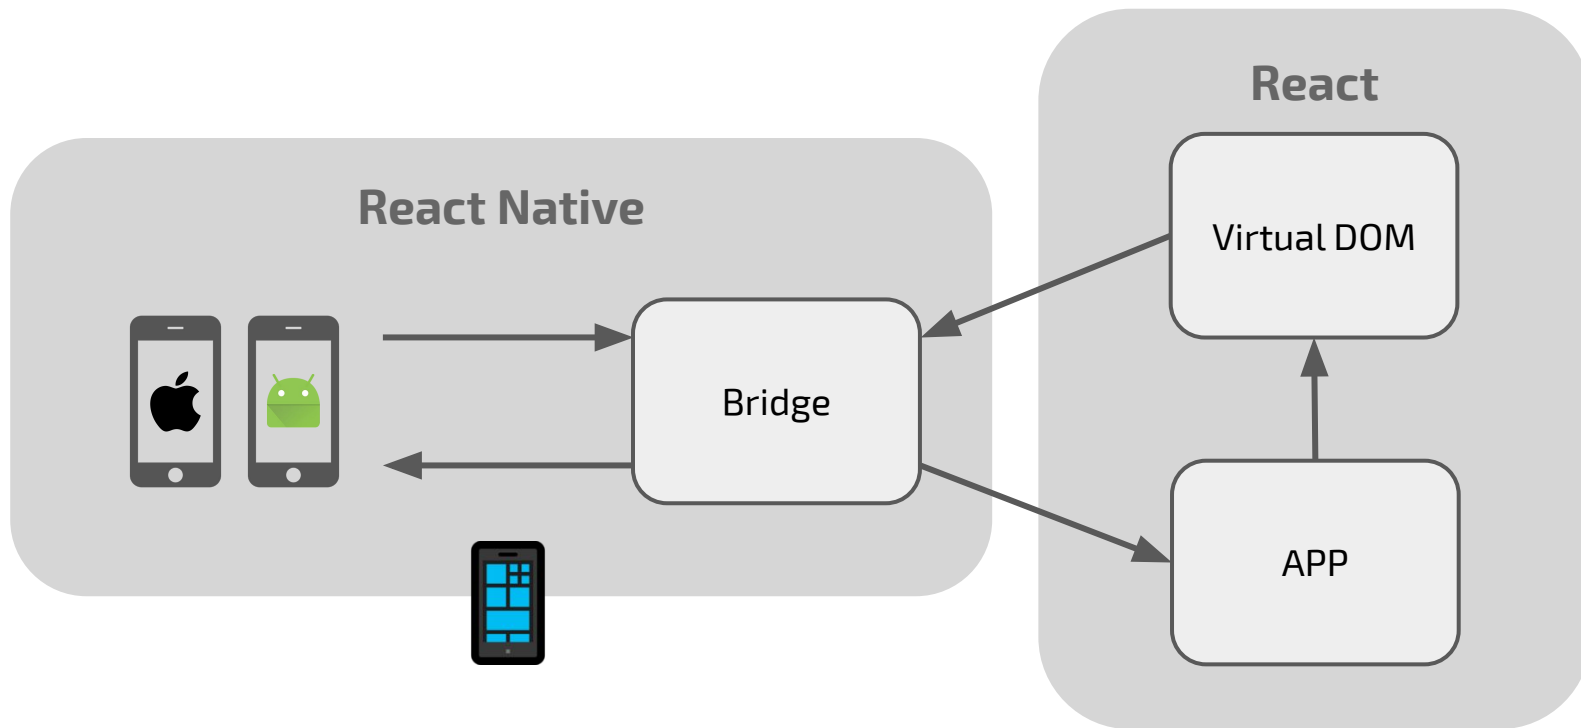 React
React Native
Virtual DOM
Bridge
APP